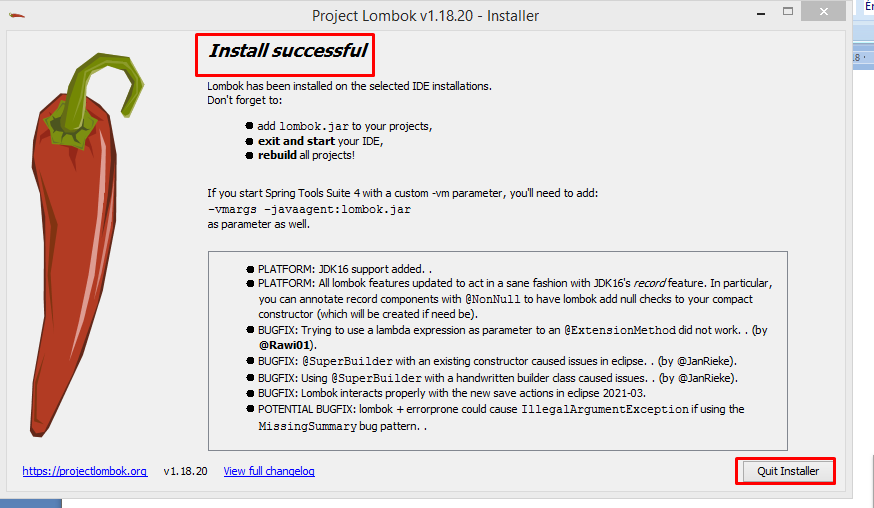 Project Lombok v1.18.20 - Installer
Install successful
Lombok has been installed on the selected IDE installations.
Don't forget to:
● add lombok.jar to your projects,
● exit and start your IDE,
● rebuild all projects!
If you start Spring Tools Suite 4 with a custom -vm parameter, you'll need to add:
-vmargs -javaagent:lombok.jar
as parameter as well.
● PLATFORM: JDK16 support added. .
● PLATFORM: All lombok features updated to act in a sane fashion with JDK16's record feature. In particular,
you can annotate record components with @NonNull to have lombok add null checks to your compact
constructor (which will be created if need be).
● BUGFIX: Trying to use a lambda expression as parameter to an @ExtensionMethod did not work. . (by
@Rawi01).
● BUGFIX: @SuperBuilder with an existing constructor caused issues in eclipse. . (by @JanRieke).
● BUGFIX: Using @SuperBuilder with a handwritten builder class caused issues. . (by @JanRieke).
● BUGFIX: Lombok interacts properly with the new save actions in eclipse 2021-03.
● POTENTIAL BUGFIX: lombok + errorprone could cause IllegalArgumentException if using the
MissingSummary bug pattern. .
https://projectlombok.org v1.18.20 View full changelog
Quit Installer